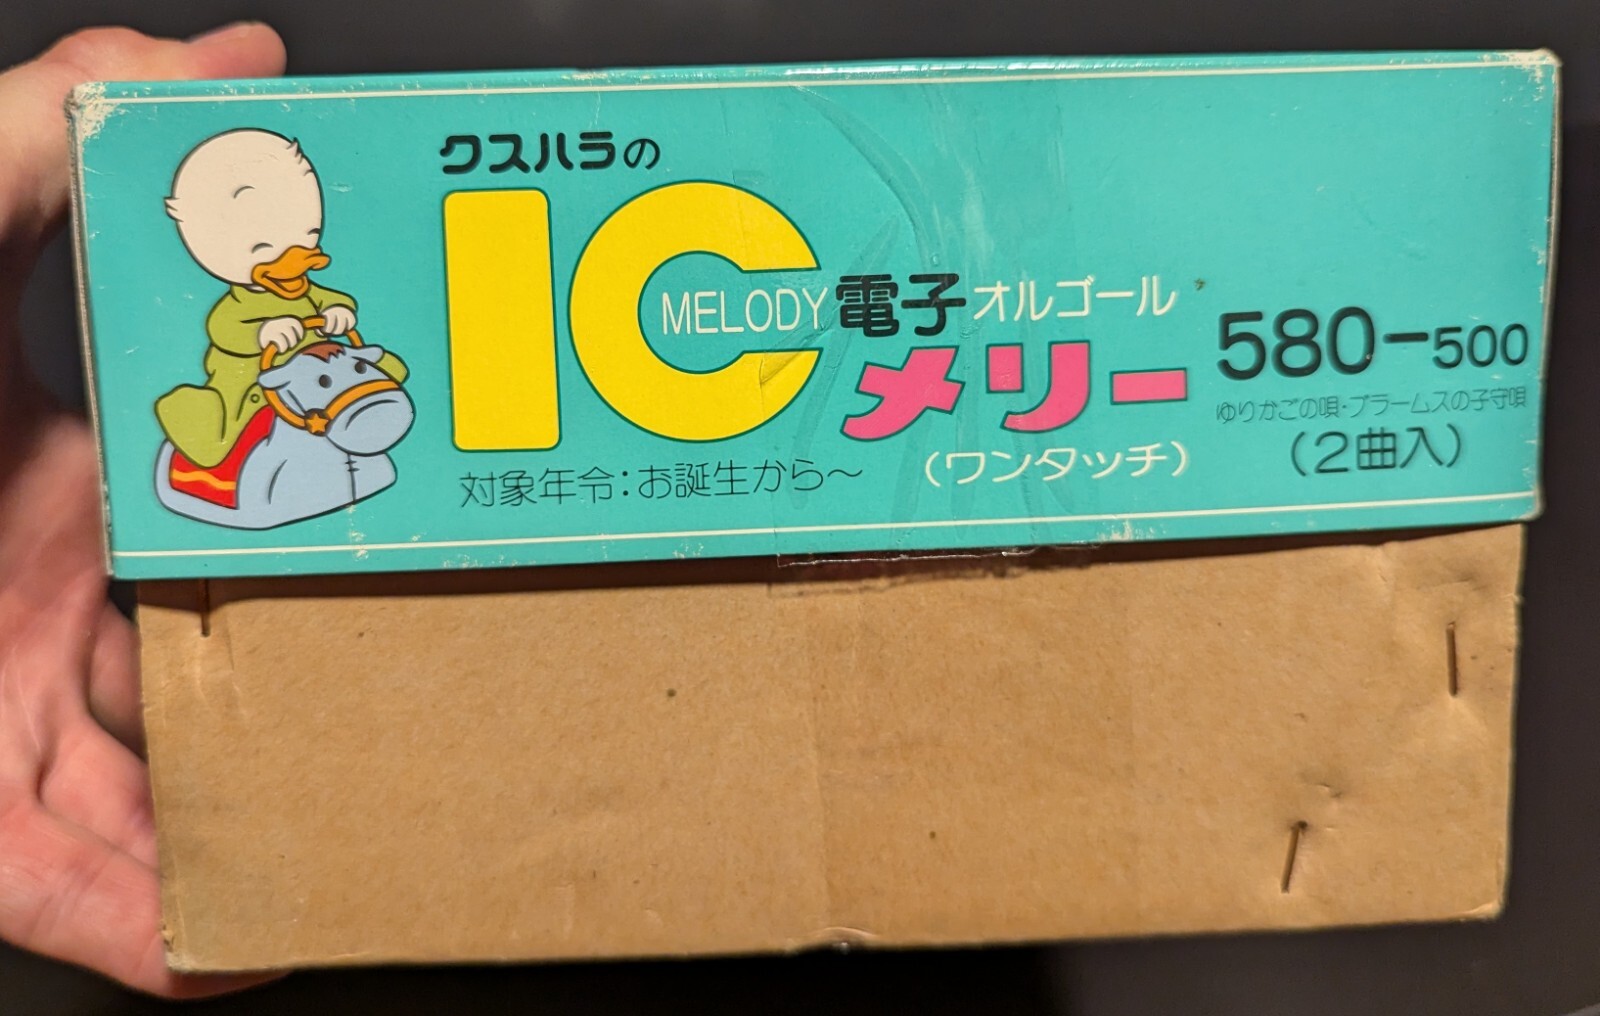 クスハラの
IC
MELODY電子オルゴール
メリー
(ワンタッチ)
対象年令:お誕生から〜
580-500
ゆりかごの唄・ブラームスの子守唄
(2曲入)